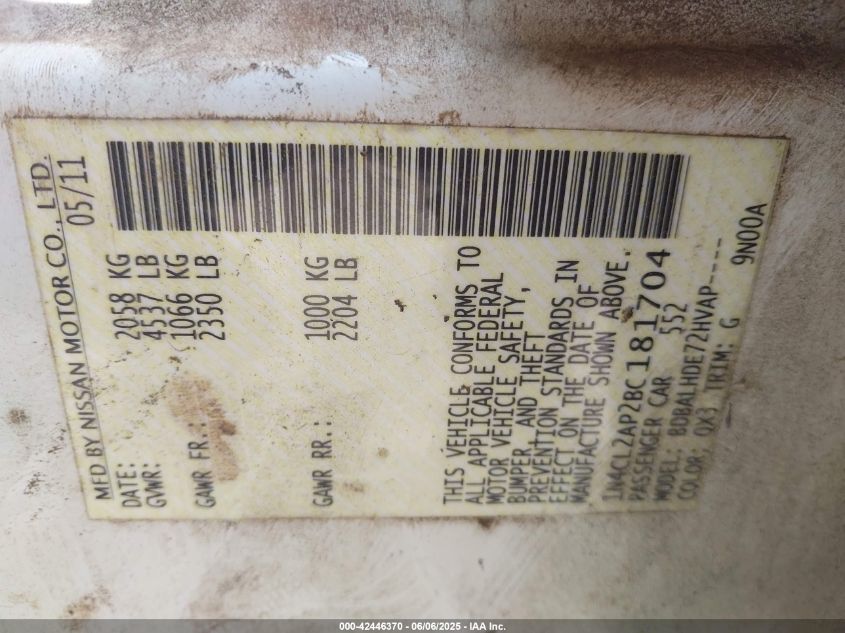 MFD BY NISSAN MOTOR CO., LTD.
DATE: 05/11
GVWR: 2058 KG
4537 LB
GAWR FR.: 1066 KG
2350 LB
GAWR RR.: 1000 KG
2204 LB
THIS VEHICLE CONFORMS TO
ALL APPLICABLE FEDERAL
MOTOR VEHICLE SAFETY,
BUMPER, AND THEFT
PREVENTION STANDARDS IN
EFFECT ON THE DATE OF
MANUFACTURE SHOWN ABOVE.
1N4CL2AP2BC181704
PASSENGER CAR 552
MODEL: BDBALHDE72HVAP-----
COLOR: QX3 TRIM: G 9N00A
000-42446370 - 06/06/2025 - IAA Inc.